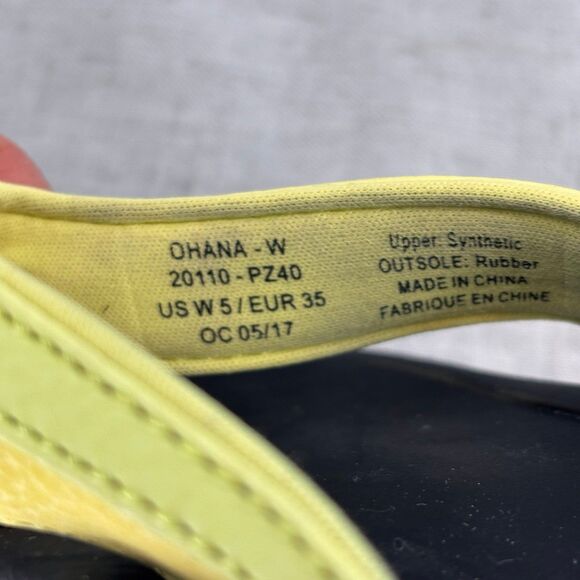 OHANA - W
20110 - PZ40
US W 5 / EUR 35
OC 05/17
Upper: Synthetic
OUTSOLE: Rubber
MADE IN CHINA
FABRIQUE EN CHINE